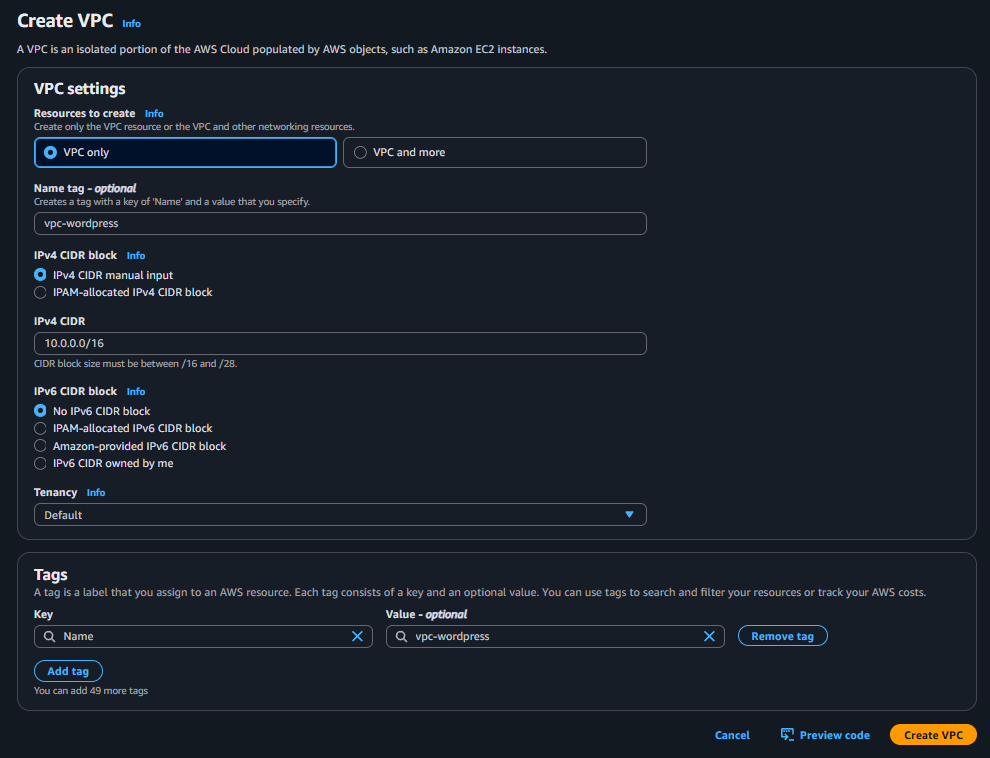 Create VPC Info
A VPC is an isolated portion of the AWS Cloud populated by AWS objects, such as Amazon EC2 instances.
VPC settings
Resources to create Info
Create only the VPC resource or the VPC and other networking resources.
VPC only
VPC and more
Name tag - optional
Creates a tag with a key of 'Name' and a value that you specify.
vpc-wordpress
IPv4 CIDR block Info
IPv4 CIDR manual input
IPAM-allocated IPv4 CIDR block
IPv4 CIDR
10.0.0.0/16
CIDR block size must be between /16 and /28.
IPv6 CIDR block Info
No IPv6 CIDR block
IPAM-allocated IPv6 CIDR block
Amazon-provided IPv6 CIDR block
IPv6 CIDR owned by me
Tenancy Info
Default
Tags
A tag is a label that you assign to an AWS resource. Each tag consists of a key and an optional value. You can use tags to search and filter your resources or track your AWS costs.
Key
Value - optional
Name
vpc-wordpress
Remove tag
Add tag
You can add 49 more tags
Cancel
Preview code
Create VPC